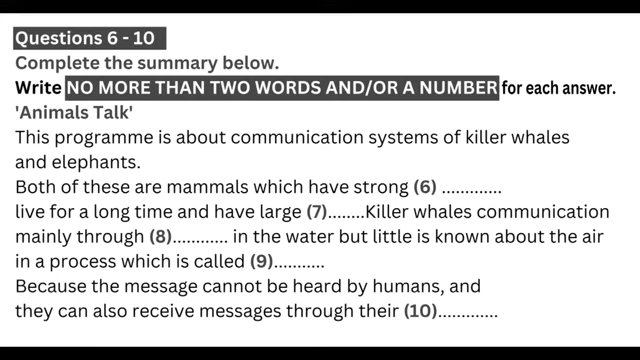 Questions 6 - 10
Complete the summary below.
Write NO MORE THAN TWO WORDS AND/OR A NUMBER for each answer.
'Animals Talk'
This programme is about communication systems of killer whales
and elephants.
Both of these are mammals which have strong (6) .............
live for a long time and have large (7)........Killer whales communication
mainly through (8)............ in the water but little is known about the air
in a process which is called (9)...........
Because the message cannot be heard by humans, and
they can also receive messages through their (10).............